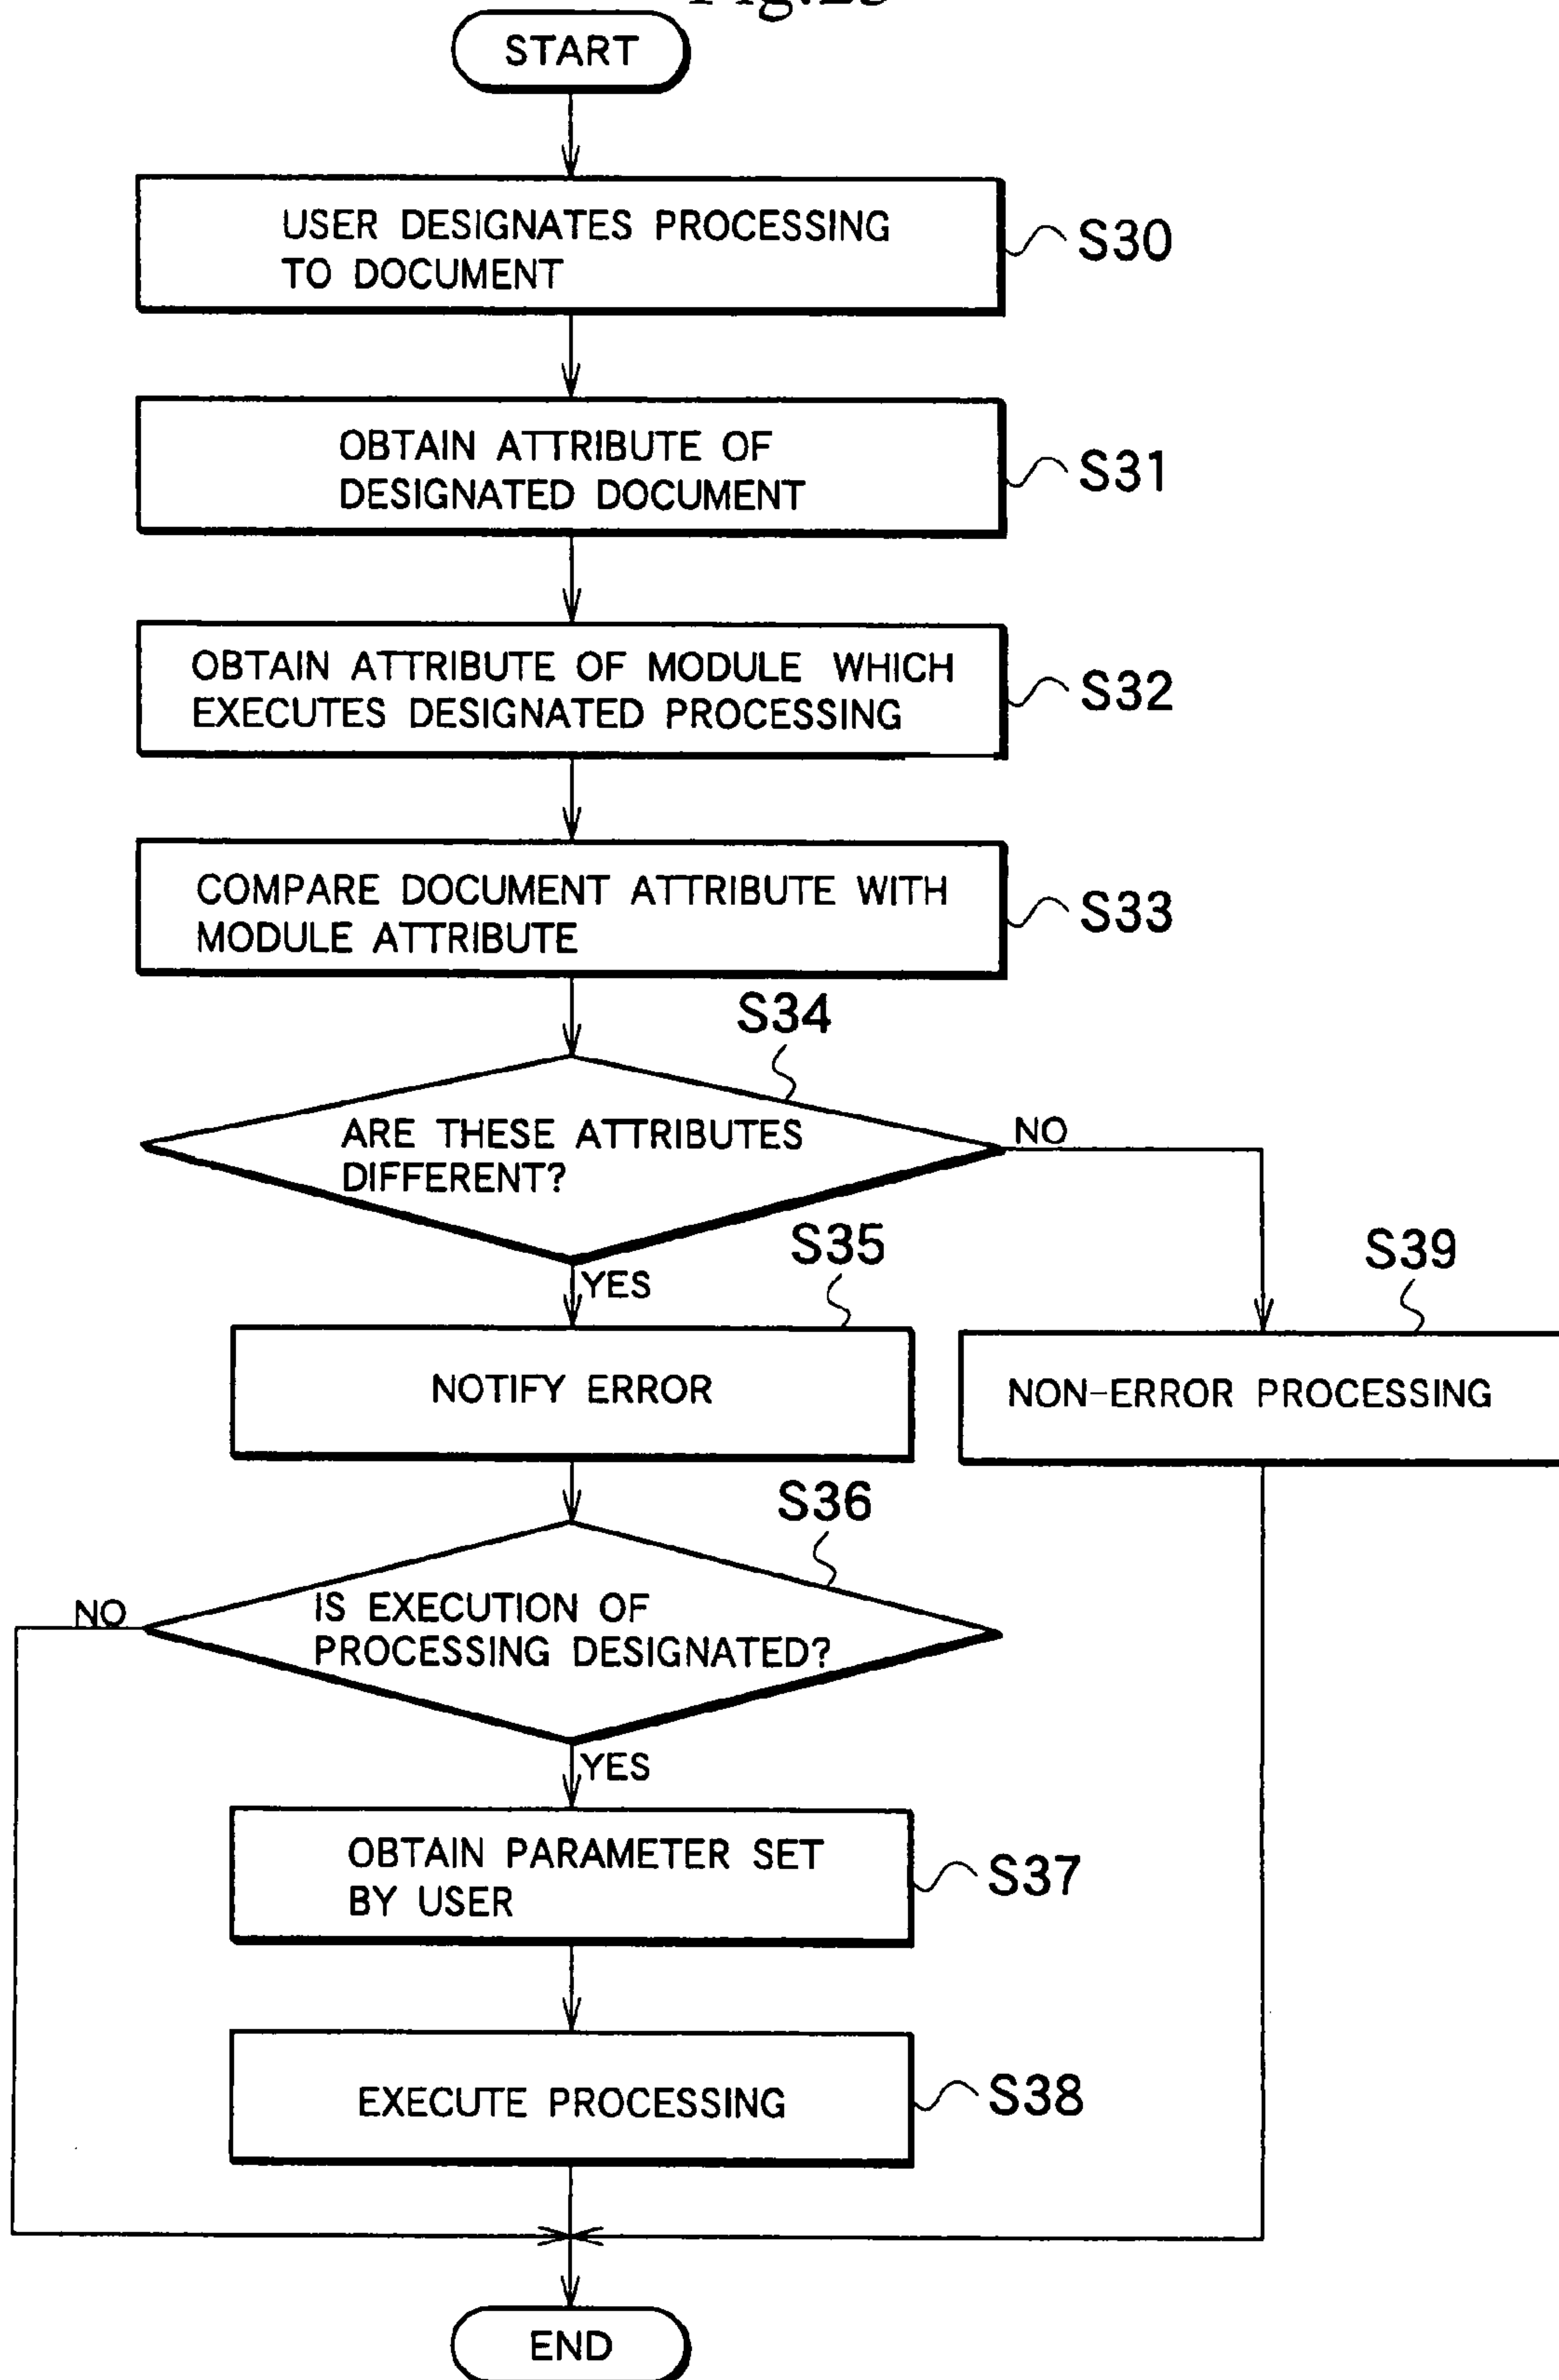 START
USER DESIGNATES PROCESSING
TO DOCUMENT
S30
OBTAIN ATTRIBUTE OF
DESIGNATED DOCUMENT
S31
OBTAIN ATTRIBUTE OF MODULE WHICH
EXECUTES DESIGNATED PROCESSING
S32
COMPARE DOCUMENT ATTRIBUTE WITH
MODULE ATTRIBUTE
S33
S34
ARE THESE ATTRIBUTES
DIFFERENT?
NO
YES
S35
S39
NOTIFY ERROR
NON-ERROR PROCESSING
S36
IS EXECUTION OF
PROCESSING DESIGNATED?
NO
YES
OBTAIN PARAMETER SET
BY USER
S37
EXECUTE PROCESSING
S38
END